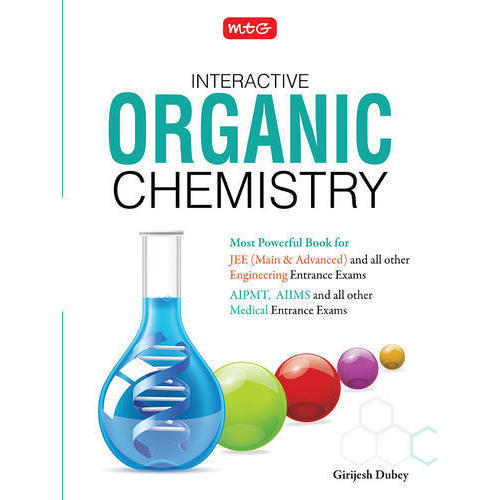 mtG
INTERACTIVE
ORGANIC
CHEMISTRY
Most Powerful Book for
JEE (Main & Advanced) and all other
Engineering Entrance Exams
AIPMT, AIIMS and all other
Medical Entrance Exams
Girijesh Dubey